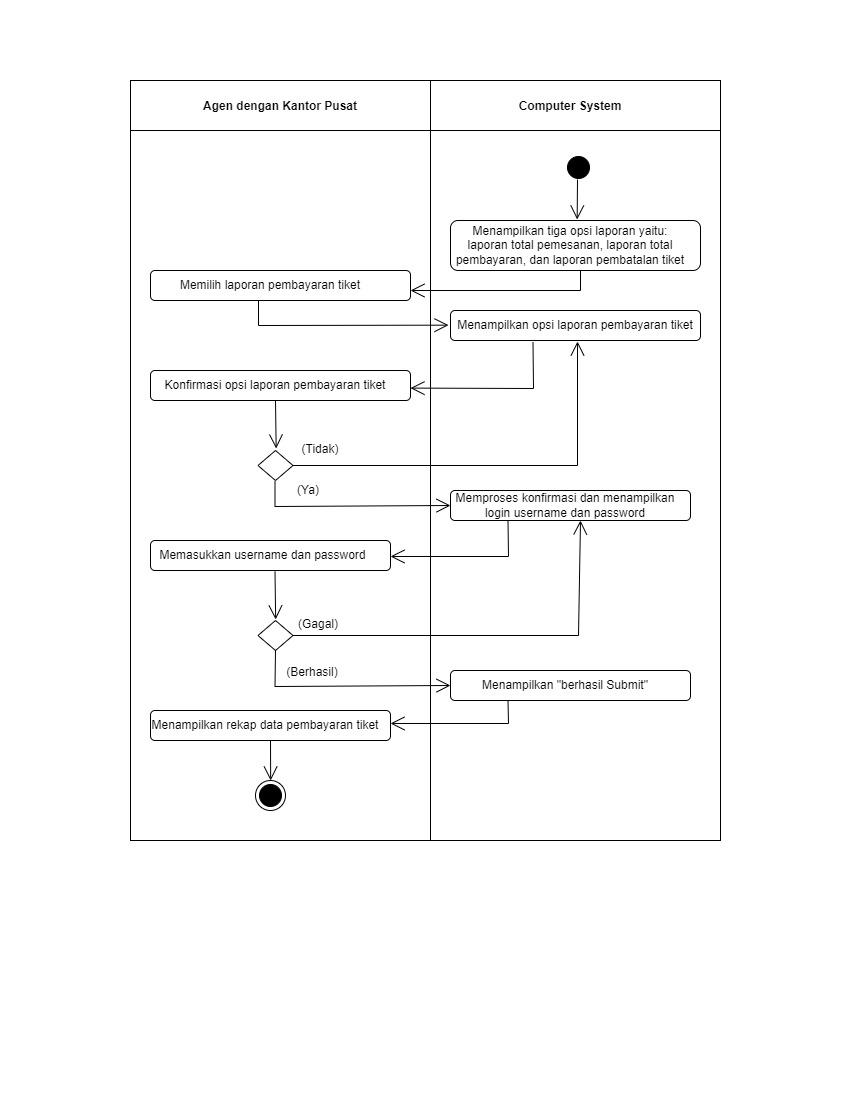 Agen dengan Kantor Pusat
Computer System
Menampilkan tiga opsi laporan yaitu:
laporan total pemesanan, laporan total
pembayaran, dan laporan pembatalan tiket
Memilih laporan pembayaran tiket
Menampilkan opsi laporan pembayaran tiket
Konfirmasi opsi laporan pembayaran tiket
(Tidak)
(Ya)
Memproses konfirmasi dan menampilkan
login username dan password
Memasukkan username dan password
(Gagal)
(Berhasil)
Menampilkan "berhasil Submit"
Menampilkan rekap data pembayaran tiket